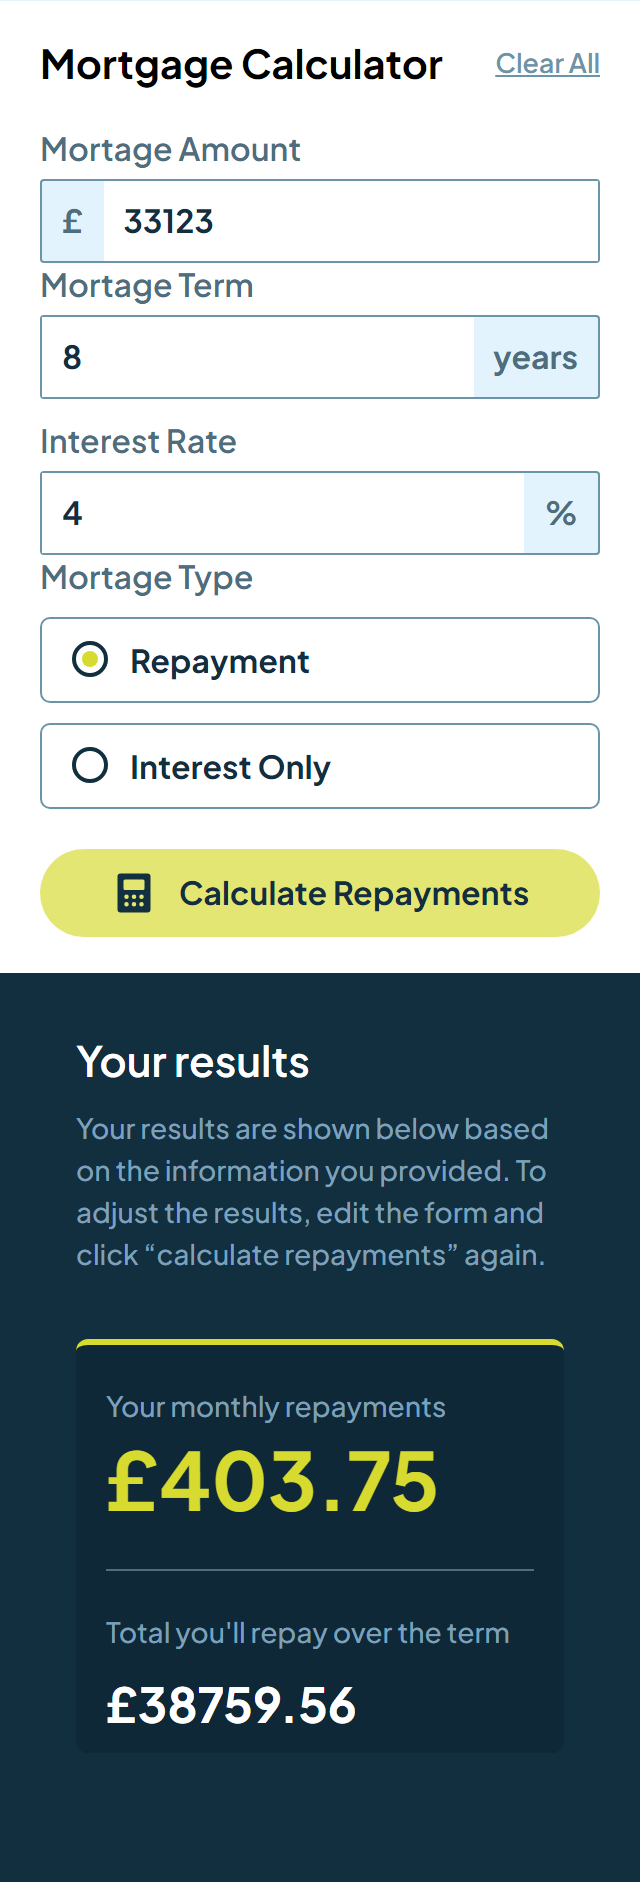 Mortgage Calculator
Clear All
Mortage Amount
£ 33123
Mortage Term
8 years
Interest Rate
4 %
Mortage Type
Repayment
Interest Only
Calculate Repayments
Your results
Your results are shown below based
on the information you provided. To
adjust the results, edit the form and
click “calculate repayments” again.
Your monthly repayments
£403.75
Total you'll repay over the term
£38759.56